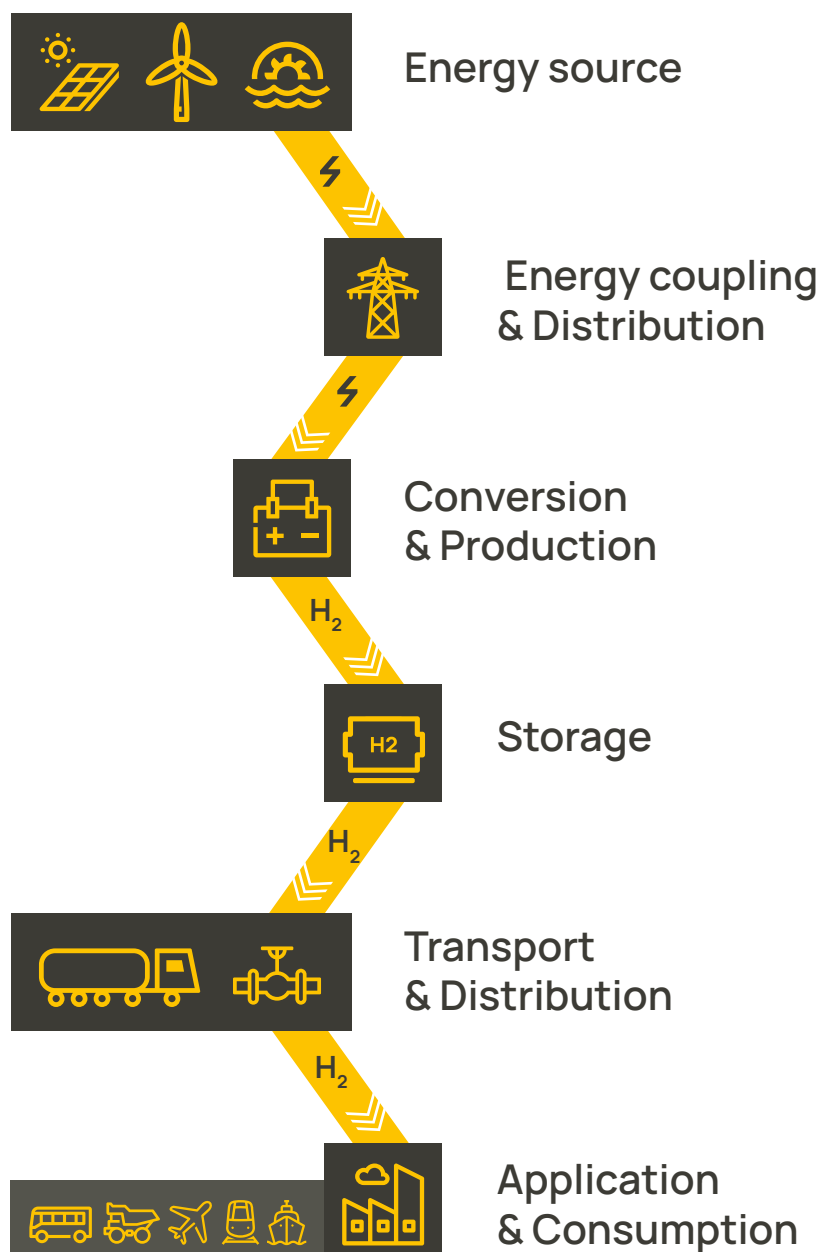 Energy source
Energy coupling
& Distribution
Conversion
& Production
H₂
H2
Storage
H₂
Transport
& Distribution
H₂
Application
& Consumption